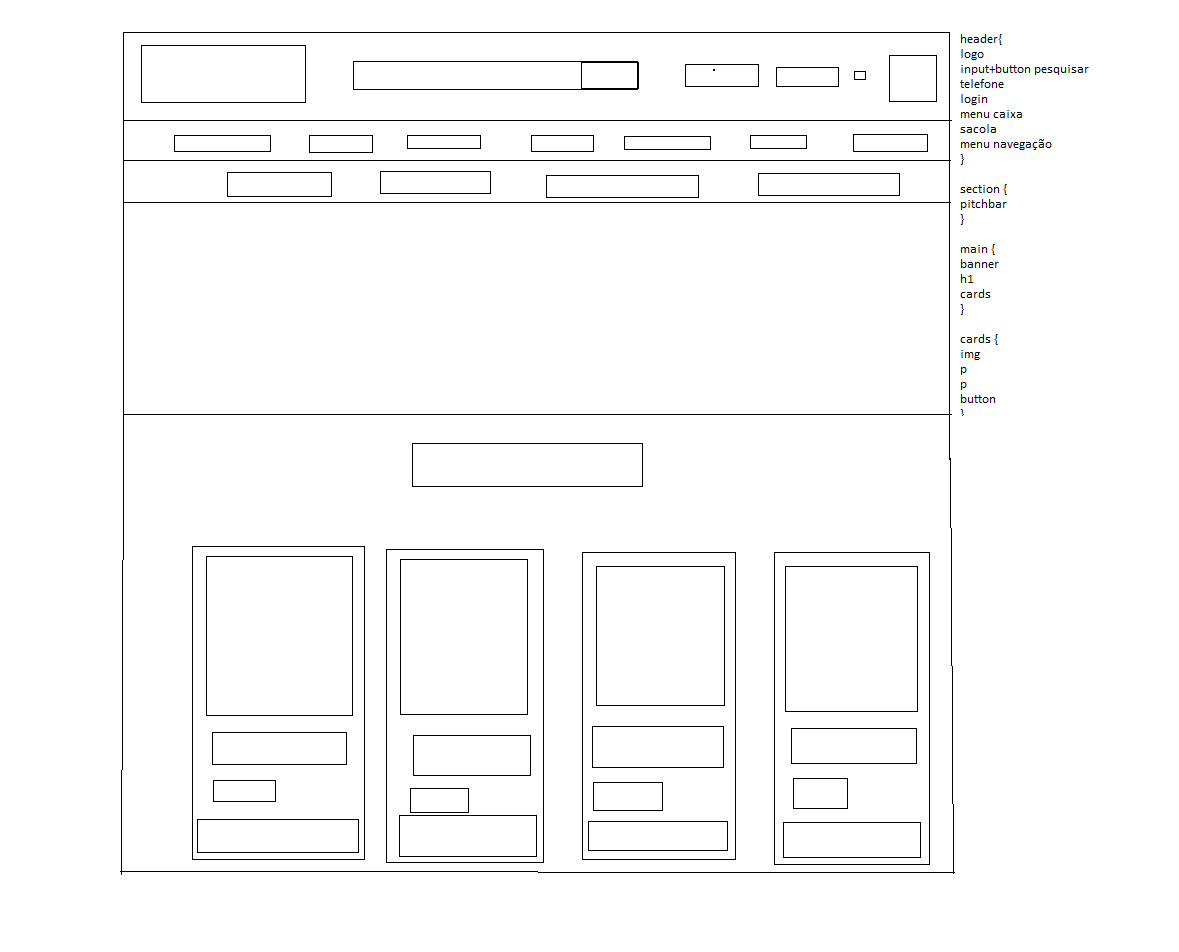 header{
logo
input+button pesquisar
telefone
login
menu caixa
sacola
menu navegação
}
section {
pitchbar
}
main {
banner
h1
cards
}
cards {
img
p
p
button
}